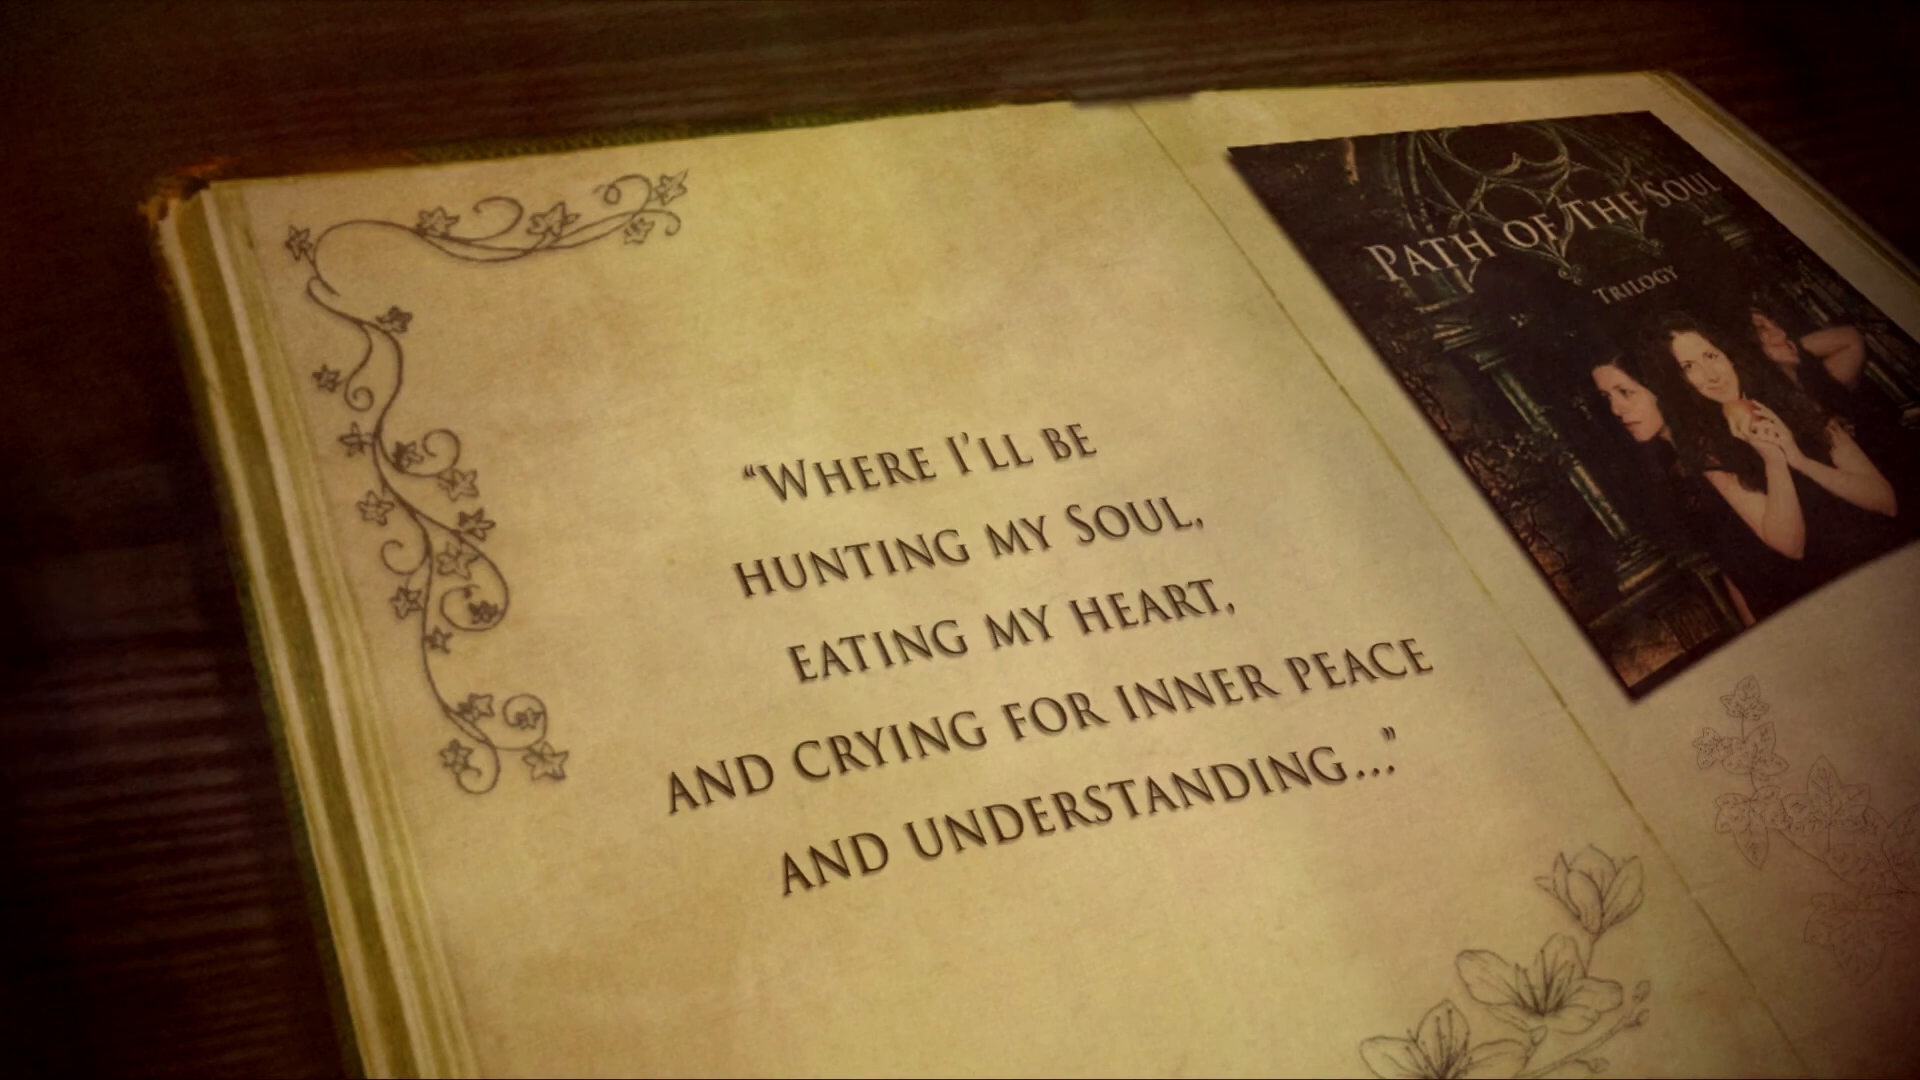 “Where I’ll be
hunting my Soul,
eating my heart,
and crying for inner peace
and understanding...”
Path of The Soul
Trilogy